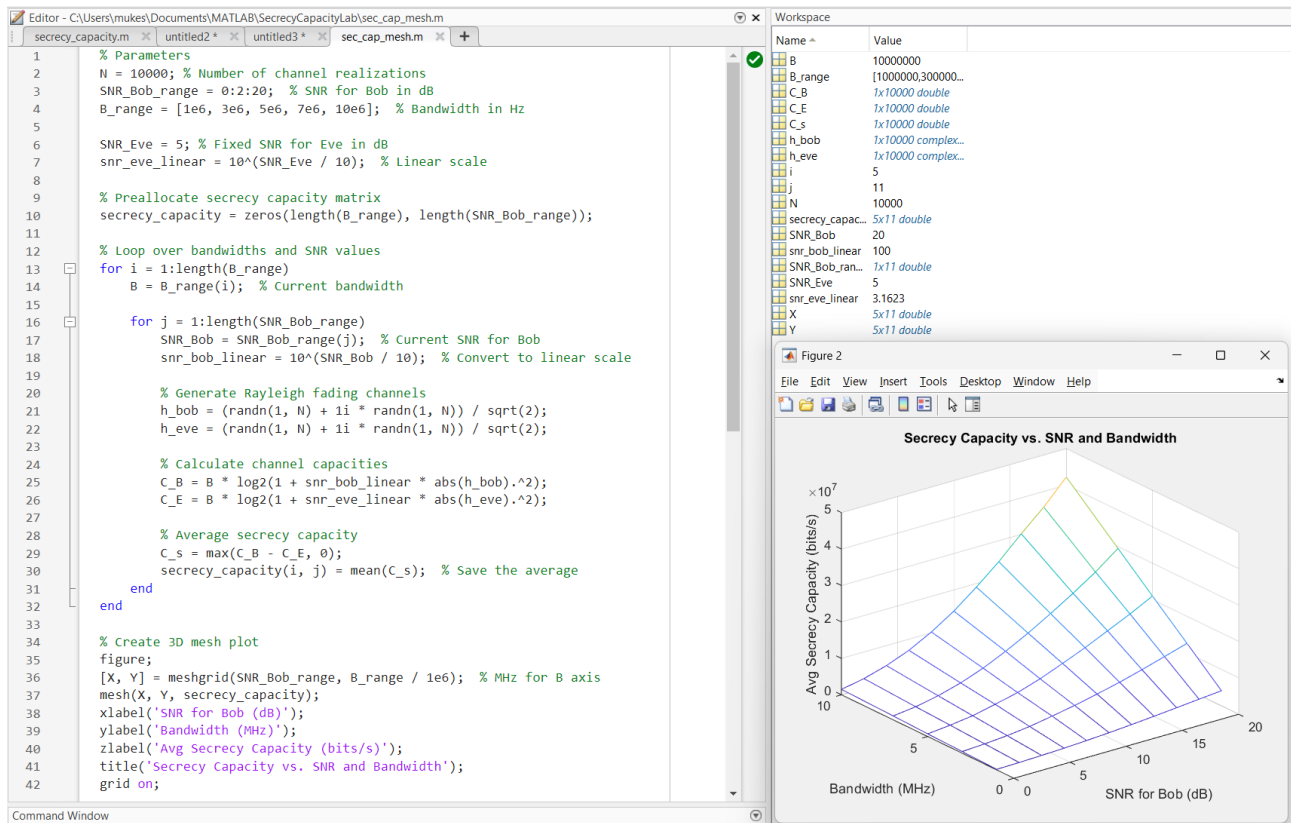 Editor - C:\Users\mukes\Documents\MATLAB\SecrecyCapacityLab\sec_cap_mesh.m
secrecy_capacity.m untitled2 * untitled3 * sec_cap_mesh.m +
1 % Parameters
2 N = 10000; % Number of channel realizations
3 SNR_Bob_range = 0:2:20; % SNR for Bob in dB
4 B_range = [1e6, 3e6, 5e6, 7e6, 10e6]; % Bandwidth in Hz
5
6 SNR_Eve = 5; % Fixed SNR for Eve in dB
7 snr_eve_linear = 10^(SNR_Eve / 10); % Linear scale
8
9 % Preallocate secrecy capacity matrix
10 secrecy_capacity = zeros(length(B_range), length(SNR_Bob_range));
11
12 % Loop over bandwidths and SNR values
13 for i = 1:length(B_range)
14 B = B_range(i); % Current bandwidth
15
16 for j = 1:length(SNR_Bob_range)
17 SNR_Bob = SNR_Bob_range(j); % Current SNR for Bob
18 snr_bob_linear = 10^(SNR_Bob / 10); % Convert to linear scale
19
20 % Generate Rayleigh fading channels
21 h_bob = (randn(1, N) + 1i * randn(1, N)) / sqrt(2);
22 h_eve = (randn(1, N) + 1i * randn(1, N)) / sqrt(2);
23
24 % Calculate channel capacities
25 C_B = B * log2(1 + snr_bob_linear * abs(h_bob).^2);
26 C_E = B * log2(1 + snr_eve_linear * abs(h_eve).^2);
27
28 % Average secrecy capacity
29 C_s = max(C_B - C_E, 0);
30 secrecy_capacity(i, j) = mean(C_s); % Save the average
31 end
32 end
33
34 % Create 3D mesh plot
35 figure;
36 [X, Y] = meshgrid(SNR_Bob_range, B_range / 1e6); % MHz for B axis
37 mesh(X, Y, secrecy_capacity);
38 xlabel('SNR for Bob (dB)');
39 ylabel('Bandwidth (MHz)');
40 zlabel('Avg Secrecy Capacity (bits/s)');
41 title('Secrecy Capacity vs. SNR and Bandwidth');
42 grid on;
Command Window
Workspace
Name Value
B 10000000
B_range [1000000,300000...
C_B 1x10000 double
C_E 1x10000 double
C_s 1x10000 double
h_bob 1x10000 complex...
h_eve 1x10000 complex...
i 5
j 11
N 10000
secrecy_capac... 5x11 double
SNR_Bob 20
snr_bob_linear 100
SNR_Bob_ran... 1x11 double
SNR_Eve 5
snr_eve_linear 3.1623
X 5x11 double
Y 5x11 double
Figure 2
File Edit View Insert Tools Desktop Window Help
Secrecy Capacity vs. SNR and Bandwidth
×10^7
5
4
3
2
1
0
Avg Secrecy Capacity (bits/s)
10
5
0
Bandwidth (MHz)
0
5
10
15
20
SNR for Bob (dB)